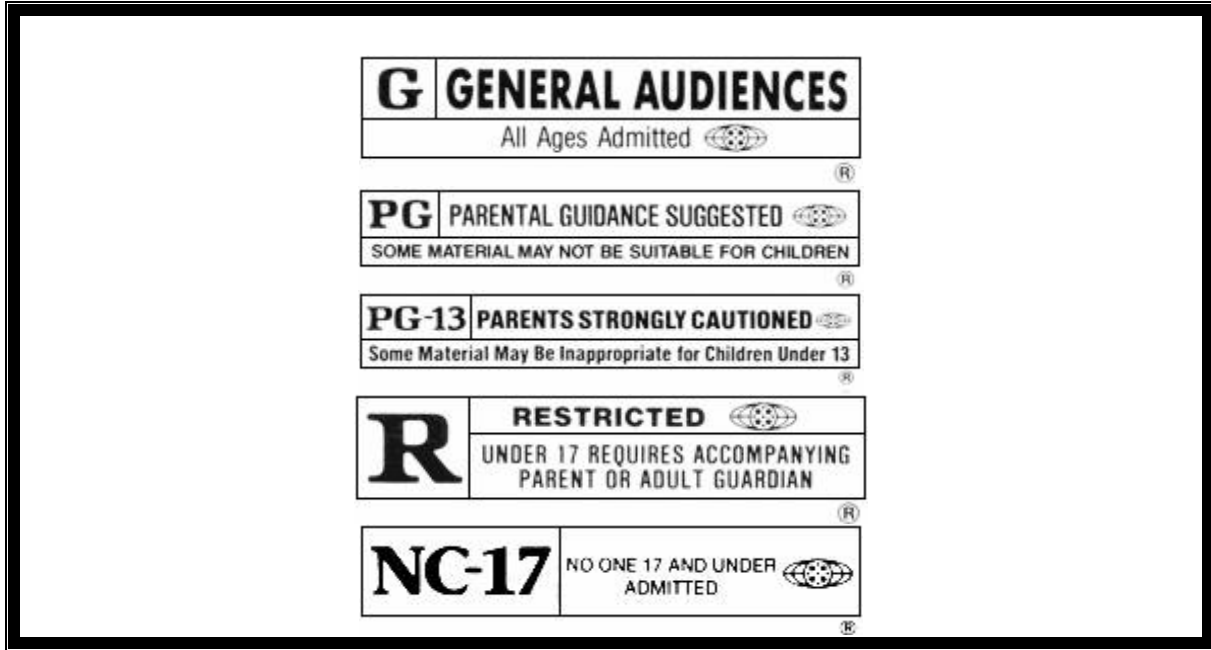 G GENERAL AUDIENCES
All Ages Admitted
®
PG PARENTAL GUIDANCE SUGGESTED
SOME MATERIAL MAY NOT BE SUITABLE FOR CHILDREN
®
PG-13 PARENTS STRONGLY CAUTIONED
Some Material May Be Inappropriate for Children Under 13
®
R RESTRICTED
UNDER 17 REQUIRES ACCOMPANYING
PARENT OR ADULT GUARDIAN
®
NC-17 NO ONE 17 AND UNDER
ADMITTED
®